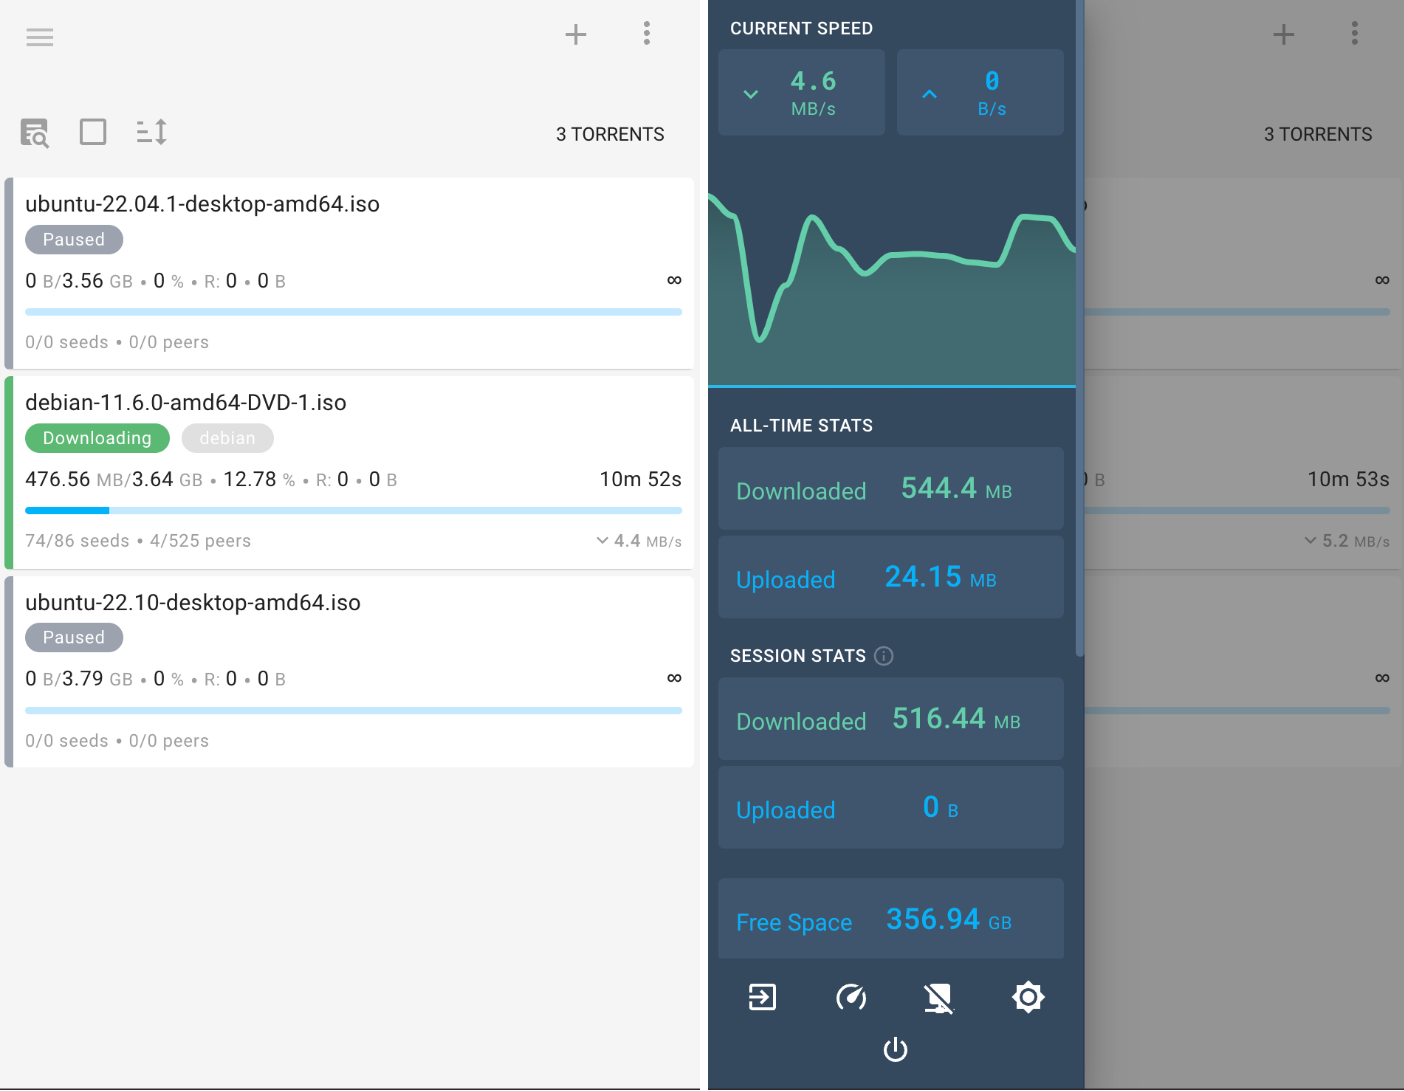 3 TORRENTS
ubuntu-22.04.1-desktop-amd64.iso
Paused
0 B/3.56 GB • 0 % • R: 0 • 0 B ∞
0/0 seeds • 0/0 peers
debian-11.6.0-amd64-DVD-1.iso
Downloading debian
476.56 MB/3.64 GB • 12.78 % • R: 0 • 0 B 10m 52s
74/86 seeds • 4/525 peers 4.4 MB/s
ubuntu-22.10-desktop-amd64.iso
Paused
0 B/3.79 GB • 0 % • R: 0 • 0 B ∞
0/0 seeds • 0/0 peers
CURRENT SPEED
4.6 MB/s
0 B/s
ALL-TIME STATS
Downloaded 544.4 MB
Uploaded 24.15 MB
SESSION STATS
Downloaded 516.44 MB
Uploaded 0 B
Free Space 356.94 GB
3 TORRENTS
∞
B 10m 53s
5.2 MB/s
∞